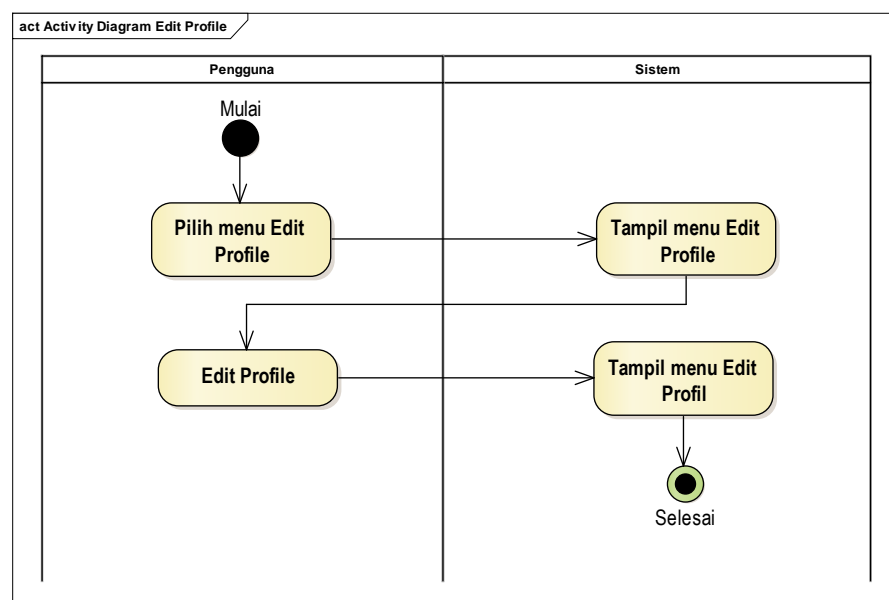 act Activity Diagram Edit Profile
Pengguna
Sistem
Mulai
Pilih menu Edit
Profile
Tampil menu Edit
Profile
Edit Profile
Tampil menu Edit
Profil
Selesai